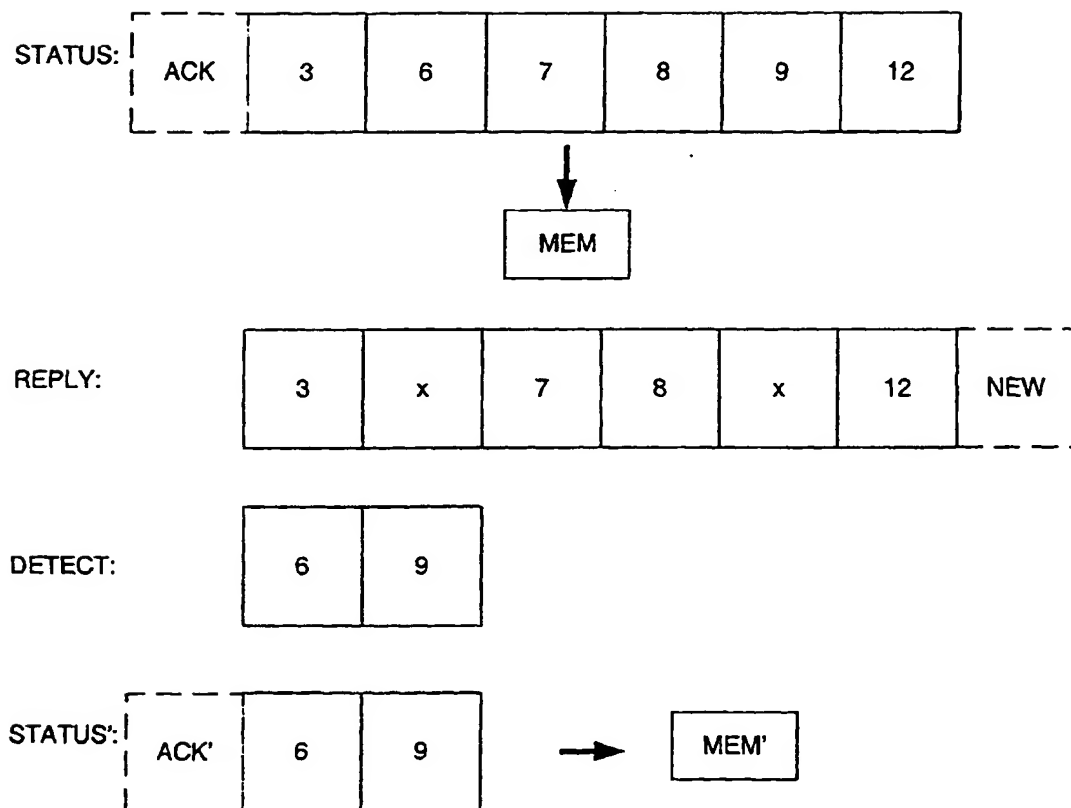 STATUS: ACK 3 6 7 8 9 12
MEM
REPLY: 3 x 7 8 x 12 NEW
DETECT: 6 9
STATUS': ACK' 6 9 MEM'